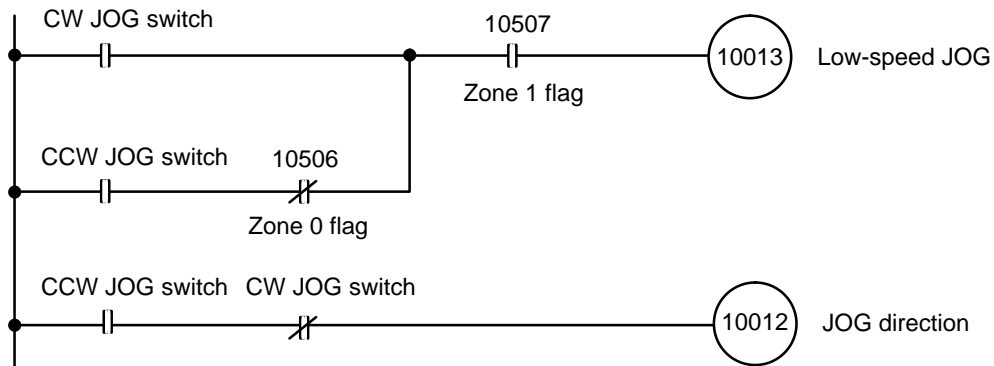 CW JOG switch
10507
10013
Low-speed JOG
Zone 1 flag
CCW JOG switch
10506
Zone 0 flag
CCW JOG switch
CW JOG switch
10012
JOG direction